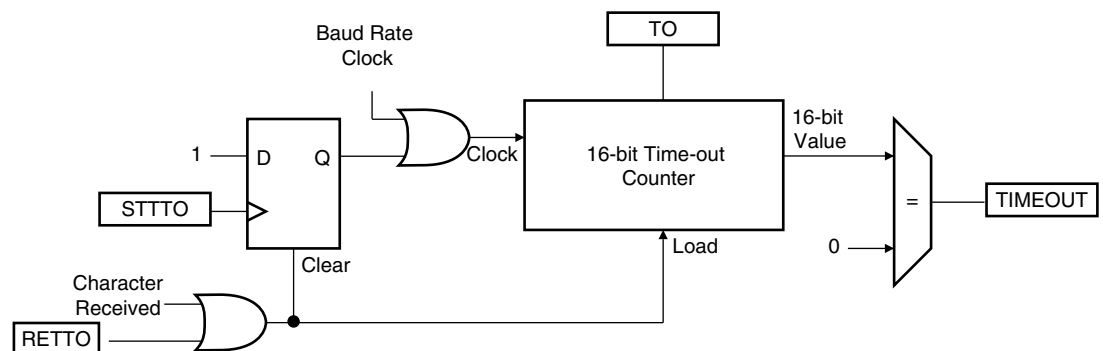 TO
Baud Rate
Clock
16-bit
Value
1
D
Q
Clock
16-bit Time-out
Counter
STTTO
=
TIMEOUT
Clear
Load
0
Character
Received
RETTO